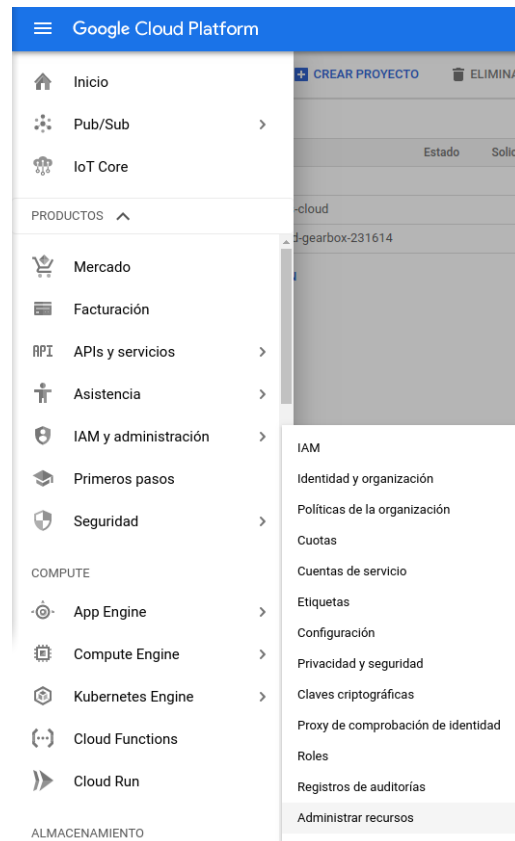 Google Cloud Platform
CREAR PROYECTO
Inicio
Pub/Sub
IoT Core
Estado
-cloud
d-gearbox-231614
PRODUCTOS
Mercado
Facturación
API APIs y servicios
Asistencia
IAM y administración
Primeros pasos
Seguridad
COMPUTE
App Engine
Compute Engine
Kubernetes Engine
Cloud Functions
Cloud Run
ALMACENAMIENTO
IAM
Identidad y organización
Políticas de la organización
Cuotas
Cuentas de servicio
Etiquetas
Configuración
Privacidad y seguridad
Claves criptográficas
Proxy de comprobación de identidad
Roles
Registros de auditorías
Administrar recursos